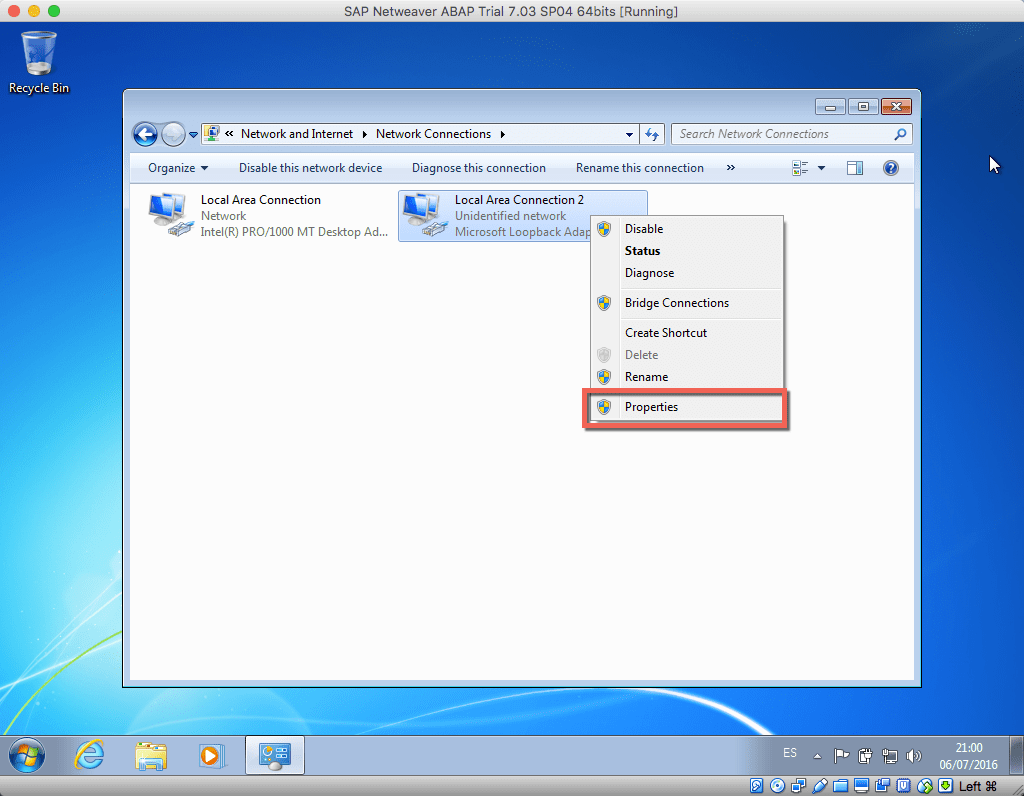 SAP Netweaver ABAP Trial 7.03 SP04 64bits [Running]
Recycle Bin
« Network and Internet Network Connections
Search Network Connections
Organize Disable this network device Diagnose this connection Rename this connection »
Local Area Connection
Network
Intel(R) PRO/1000 MT Desktop Ad...
Local Area Connection 2
Unidentified network
Microsoft Loopback Adap
Disable
Status
Diagnose
Bridge Connections
Create Shortcut
Delete
Rename
Properties
ES
21:00
06/07/2016
Left ⌘